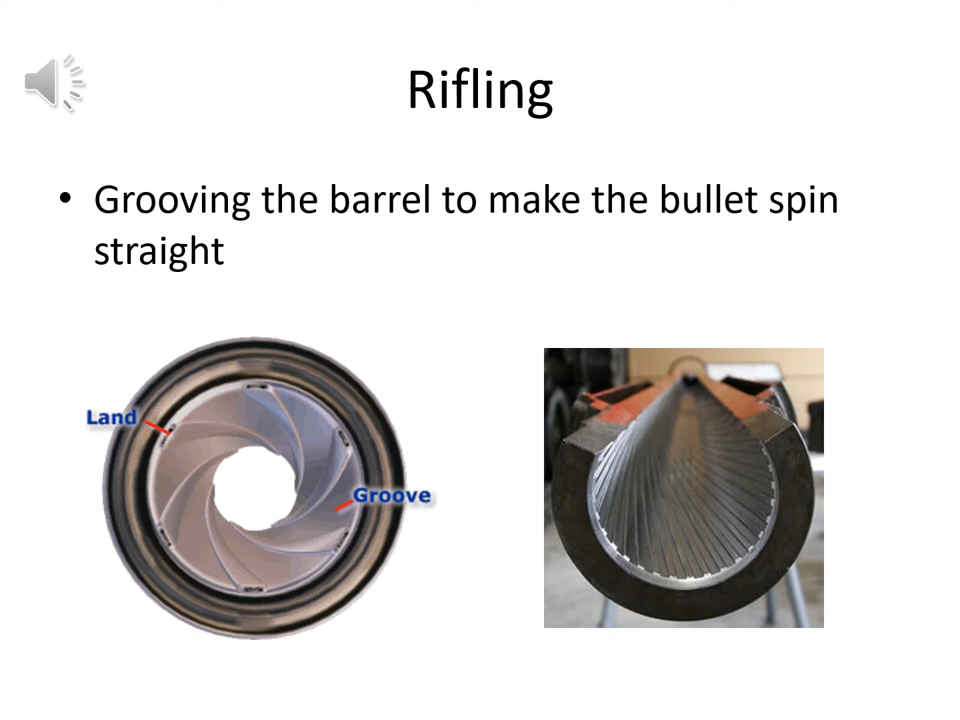 Rifling
• Grooving the barrel to make the bullet spin
straight
Land
Groove